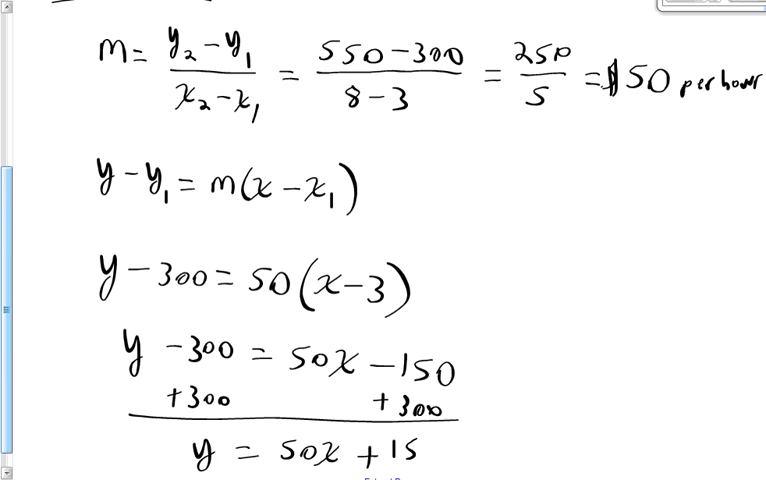 m = y₂ - y₁ / x₂ - x₁ = 550 - 300 / 8 - 3 = 250 / 5 = $50 per hour
y - y₁ = m(x - x₁)
y - 300 = 50(x - 3)
y - 300 = 50x - 150
+300 +300
y = 50x + 15